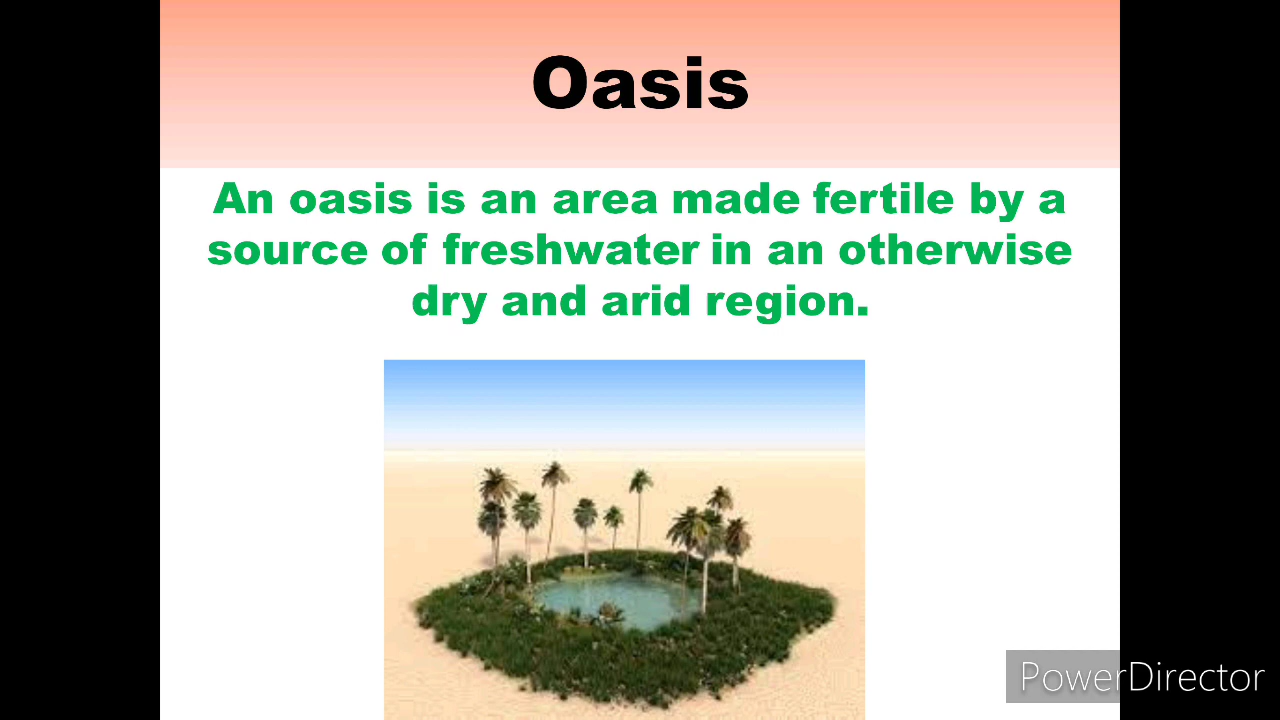 Oasis
An oasis is an area made fertile by a
source of freshwater in an otherwise
dry and arid region.
PowerDirector